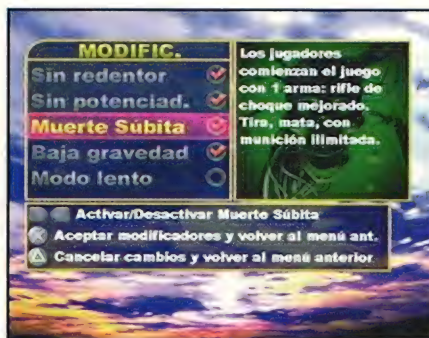 MODIFIC.
Sin redentor
Sin potenciad.
Muerte Súbita
Baja gravedad
Modo lento
Los jugadores
comienzan el juego
con 1 arma: rifle de
choque mejorado.
Tira, mata, con
munición ilimitada.
Activar/Desactivar Muerte Súbita
Aceptar modificadores y volver al menú ant.
Cancelar cambios y volver al menú anterior